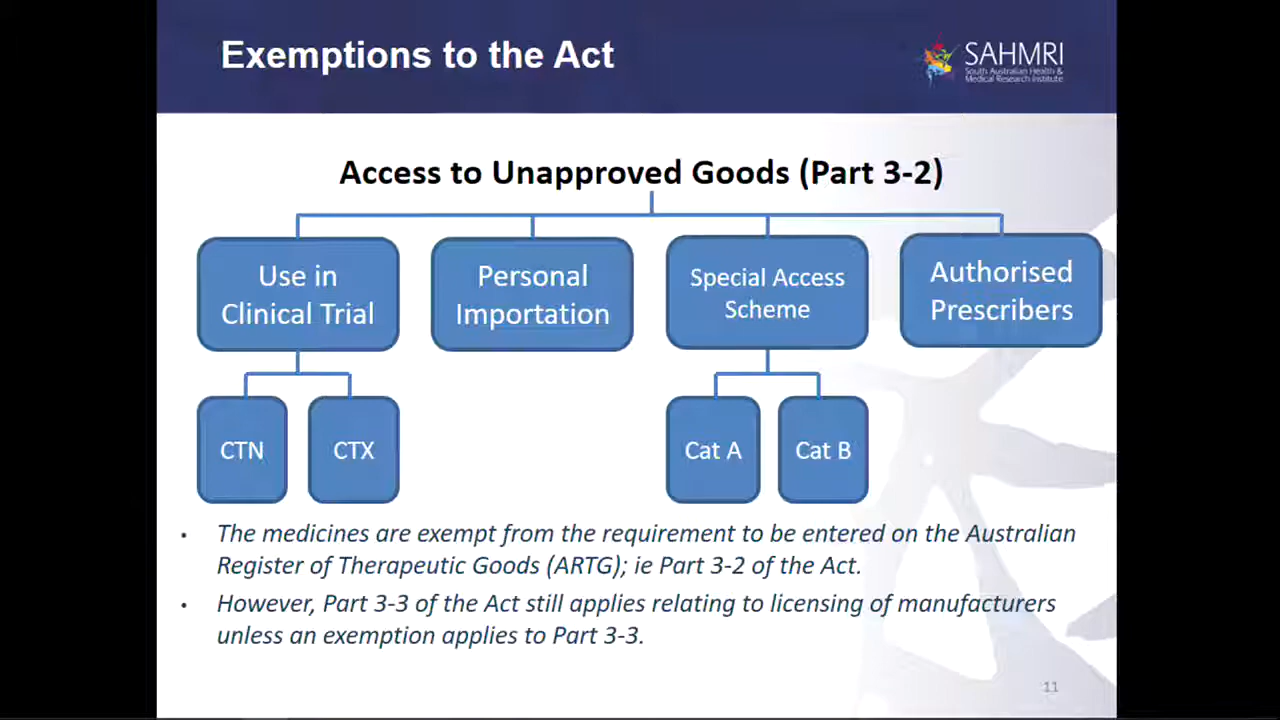 Exemptions to the Act
SAHMRI
South Australian Health &
Medical Research Institute
Access to Unapproved Goods (Part 3-2)
Use in
Clinical Trial
Personal
Importation
Special Access
Scheme
Authorised
Prescribers
CTN
CTX
Cat A
Cat B
• The medicines are exempt from the requirement to be entered on the Australian
Register of Therapeutic Goods (ARTG); ie Part 3-2 of the Act.
• However, Part 3-3 of the Act still applies relating to licensing of manufacturers
unless an exemption applies to Part 3-3.
11